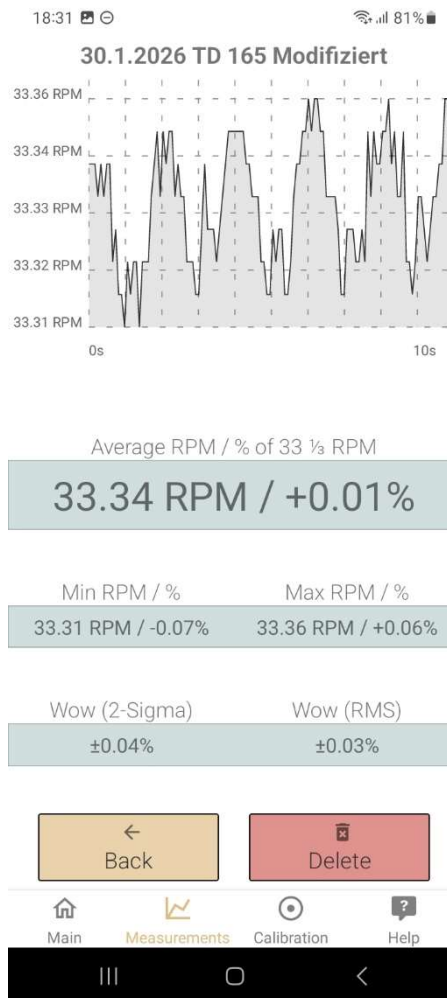 18:31 81%
30.1.2026 TD 165 Modifiziert
33.36 RPM
33.34 RPM
33.33 RPM
33.32 RPM
33.31 RPM
0s 10s
Average RPM / % of 33 ⅓ RPM
33.34 RPM / +0.01%
Min RPM / % Max RPM / %
33.31 RPM / -0.07% 33.36 RPM / +0.06%
Wow (2-Sigma) Wow (RMS)
±0.04% ±0.03%
Back Delete
Main Measurements Calibration Help